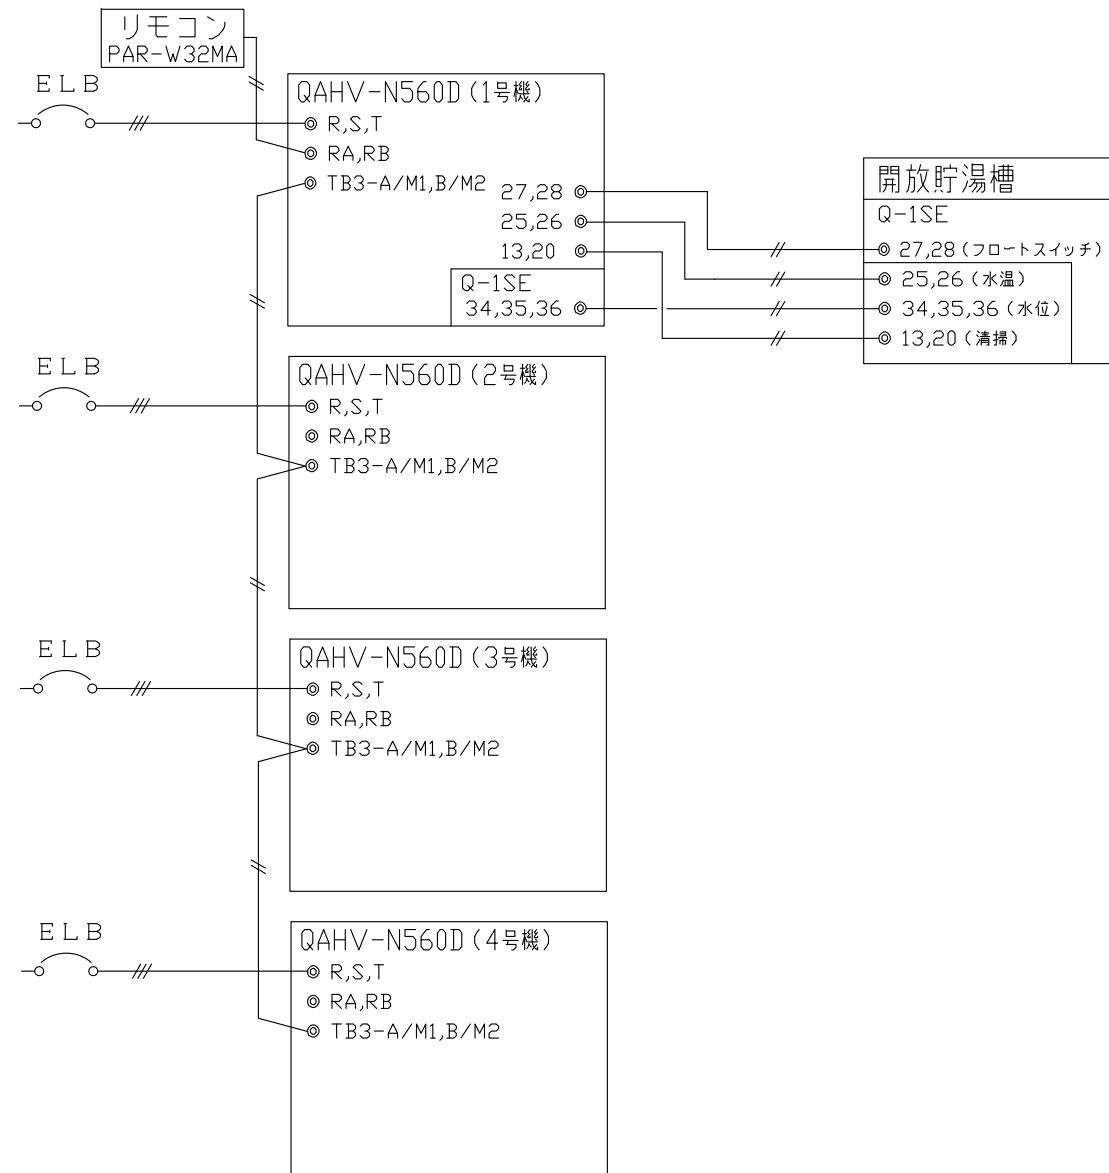 リモコン
PAR-W32MA
ELB
QAHV-N560D(1号機)
R,S,T
RA,RB
TB3-A/M1,B/M2
27,28
25,26
13,20
Q-1SE
34,35,36
開放貯湯槽
Q-1SE
27,28(フロートスイッチ)
25,26(水温)
34,35,36(水位)
13,20(清掃)
ELB
QAHV-N560D(2号機)
R,S,T
RA,RB
TB3-A/M1,B/M2
ELB
QAHV-N560D(3号機)
R,S,T
RA,RB
TB3-A/M1,B/M2
ELB
QAHV-N560D(4号機)
R,S,T
RA,RB
TB3-A/M1,B/M2